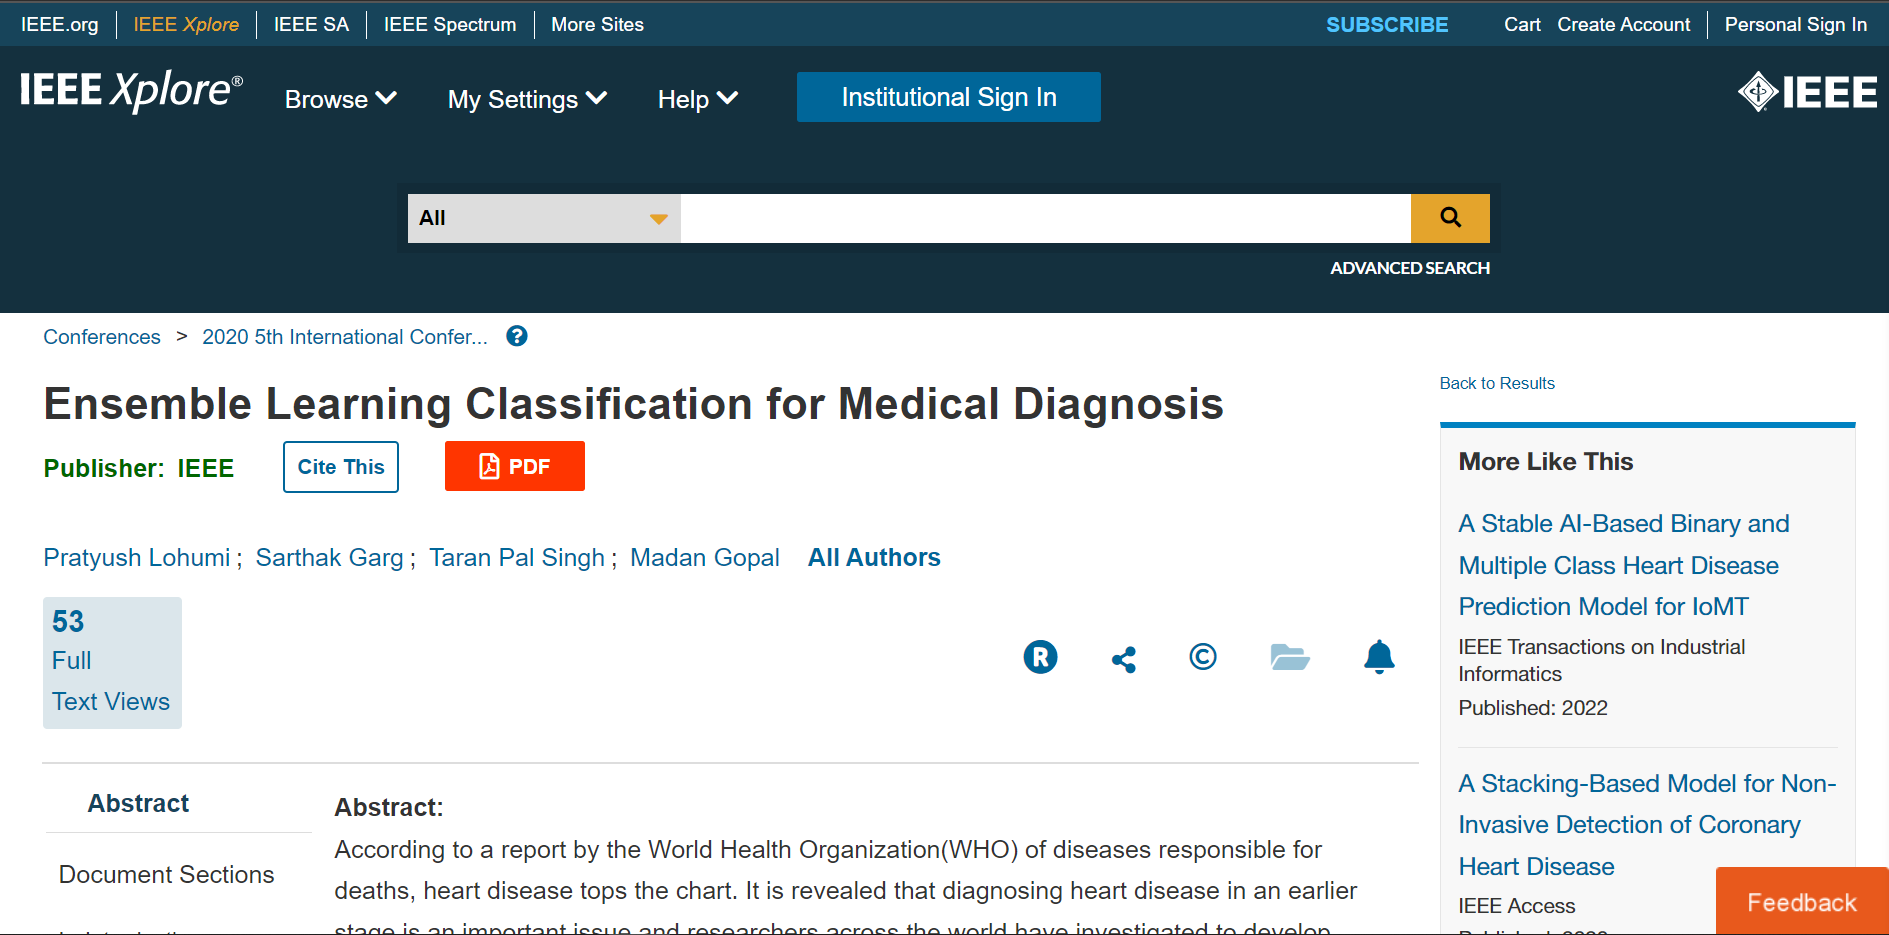 IEEE.org IEEE Xplore IEEE SA IEEE Spectrum More Sites SUBSCRIBE Cart Create Account Personal Sign In
IEEE Xplore® Browse My Settings Help Institutional Sign In IEEE
All
ADVANCED SEARCH
Conferences > 2020 5th International Confer...
Ensemble Learning Classification for Medical Diagnosis
Publisher: IEEE Cite This PDF
Pratyush Lohumi ; Sarthak Garg ; Taran Pal Singh ; Madan Gopal All Authors
53
Full
Text Views
R ©
Abstract
Document Sections
Abstract:
According to a report by the World Health Organization(WHO) of diseases responsible for
deaths, heart disease tops the chart. It is revealed that diagnosing heart disease in an earlier
stage is an important issue and researchers across the world have investigated to develop
Back to Results
More Like This
A Stable AI-Based Binary and
Multiple Class Heart Disease
Prediction Model for IoMT
IEEE Transactions on Industrial
Informatics
Published: 2022
A Stacking-Based Model for Non-
Invasive Detection of Coronary
Heart Disease
IEEE Access
Feedback